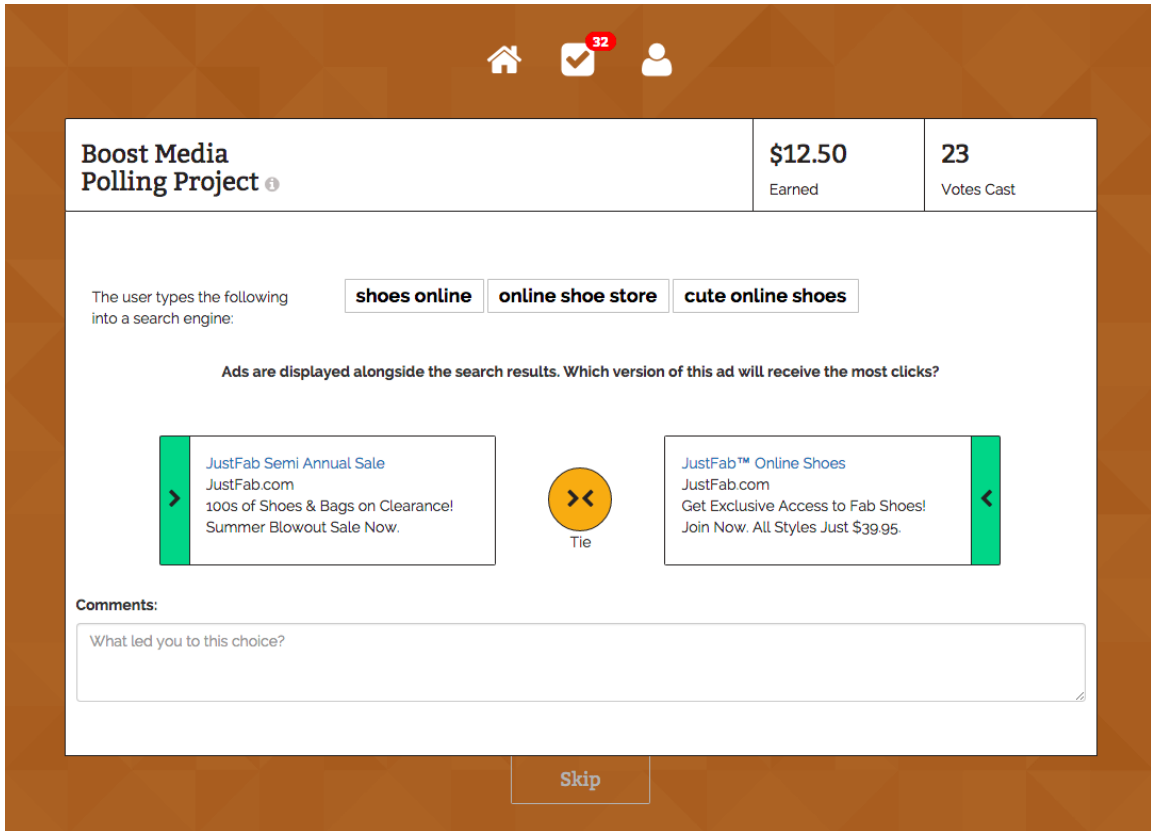 32
Boost Media
Polling Project
$12.50
Earned
23
Votes Cast
The user types the following
into a search engine:
shoes online
online shoe store
cute online shoes
Ads are displayed alongside the search results. Which version of this ad will receive the most clicks?
JustFab Semi Annual Sale
JustFab.com
100s of Shoes & Bags on Clearance!
Summer Blowout Sale Now.
Tie
JustFab™ Online Shoes
JustFab.com
Get Exclusive Access to Fab Shoes!
Join Now. All Styles Just $39.95.
Comments:
What led you to this choice?
Skip